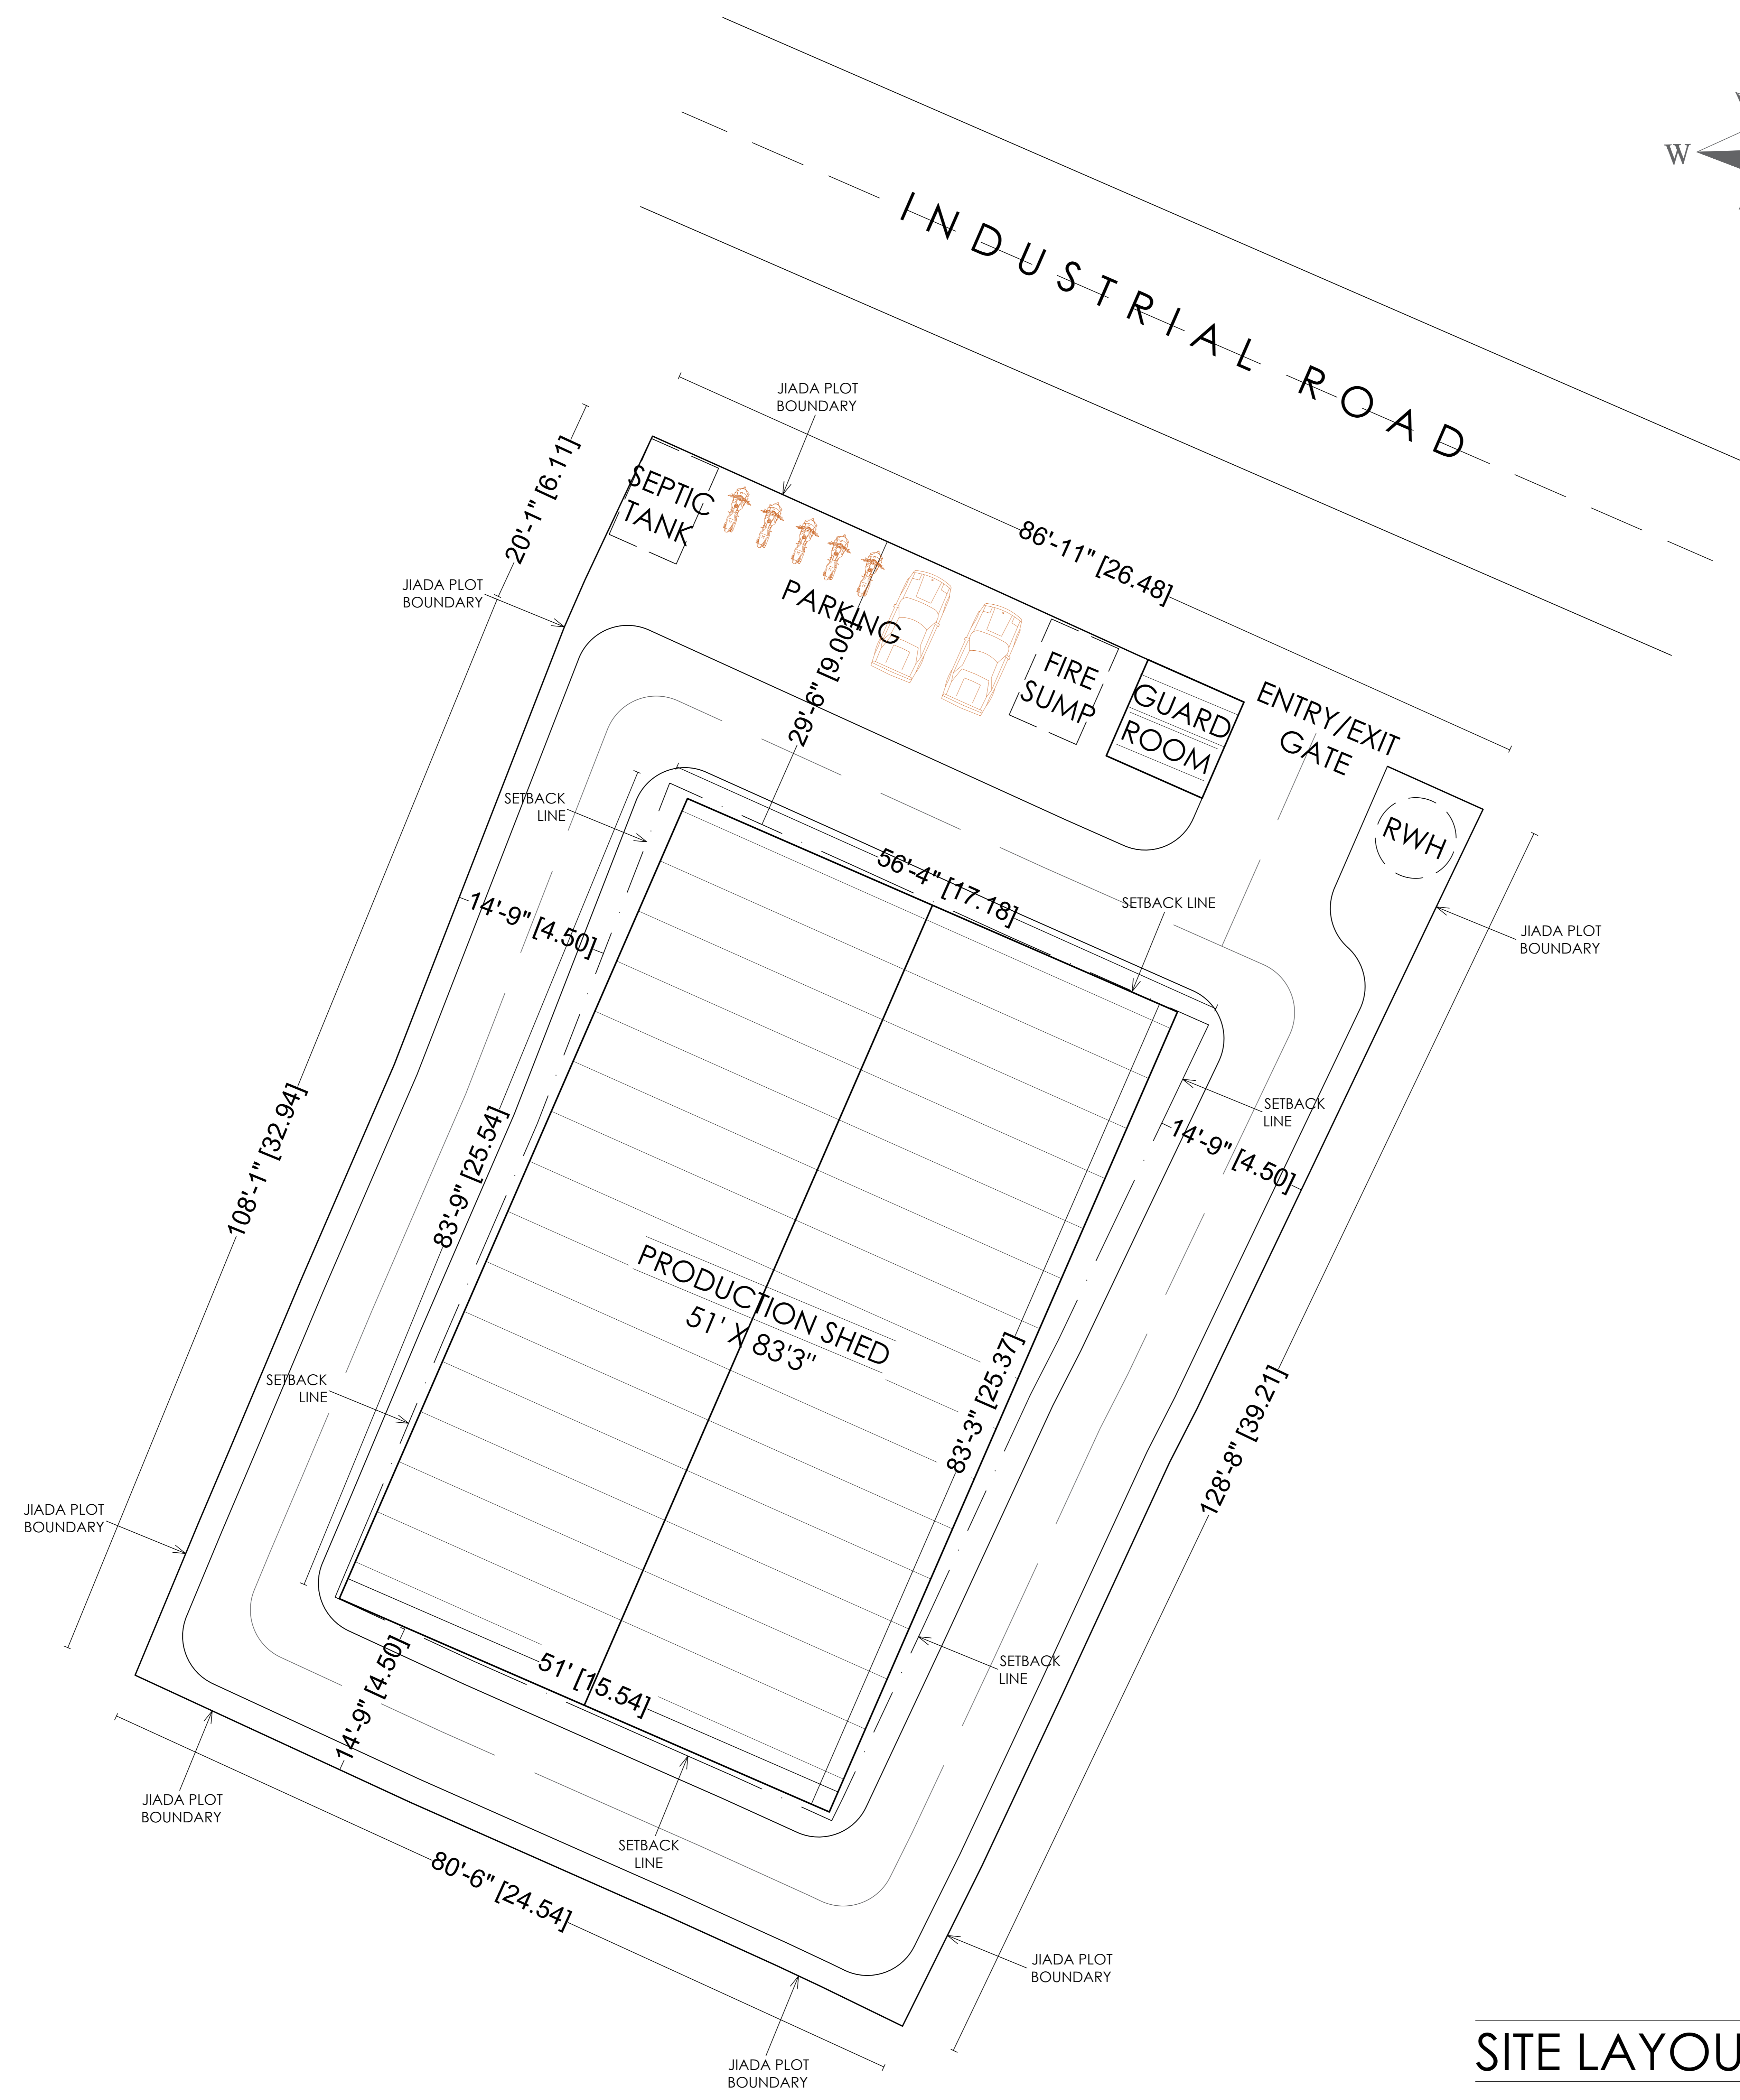 W
INDUSTRIAL ROAD
JIADA PLOT
BOUNDARY
20'-1" [6.11]
86'-11" [26.48]
SEPTIC
TANK
JIADA PLOT
BOUNDARY
PARKING
29'-6" [9.00]
FIRE
SUMP
GUARD
ROOM
ENTRY/EXIT
GATE
RWH
SETBACK
LINE
56'-4" [17.18]
SETBACK LINE
14'-9" [4.50]
JIADA PLOT
BOUNDARY
SETBACK
LINE
14'-9" [4.50]
108'-1" [32.94]
83'-9" [25.54]
PRODUCTION SHED
51' X 83'3"
83'-3" [25.37]
128'-8" [39.21]
SETBACK
LINE
JIADA PLOT
BOUNDARY
51' [15.54]
SETBACK
LINE
14'-9" [4.50]
JIADA PLOT
BOUNDARY
SETBACK
LINE
80'-6" [24.54]
JIADA PLOT
BOUNDARY
JIADA PLOT
BOUNDARY
SITE LAYOU